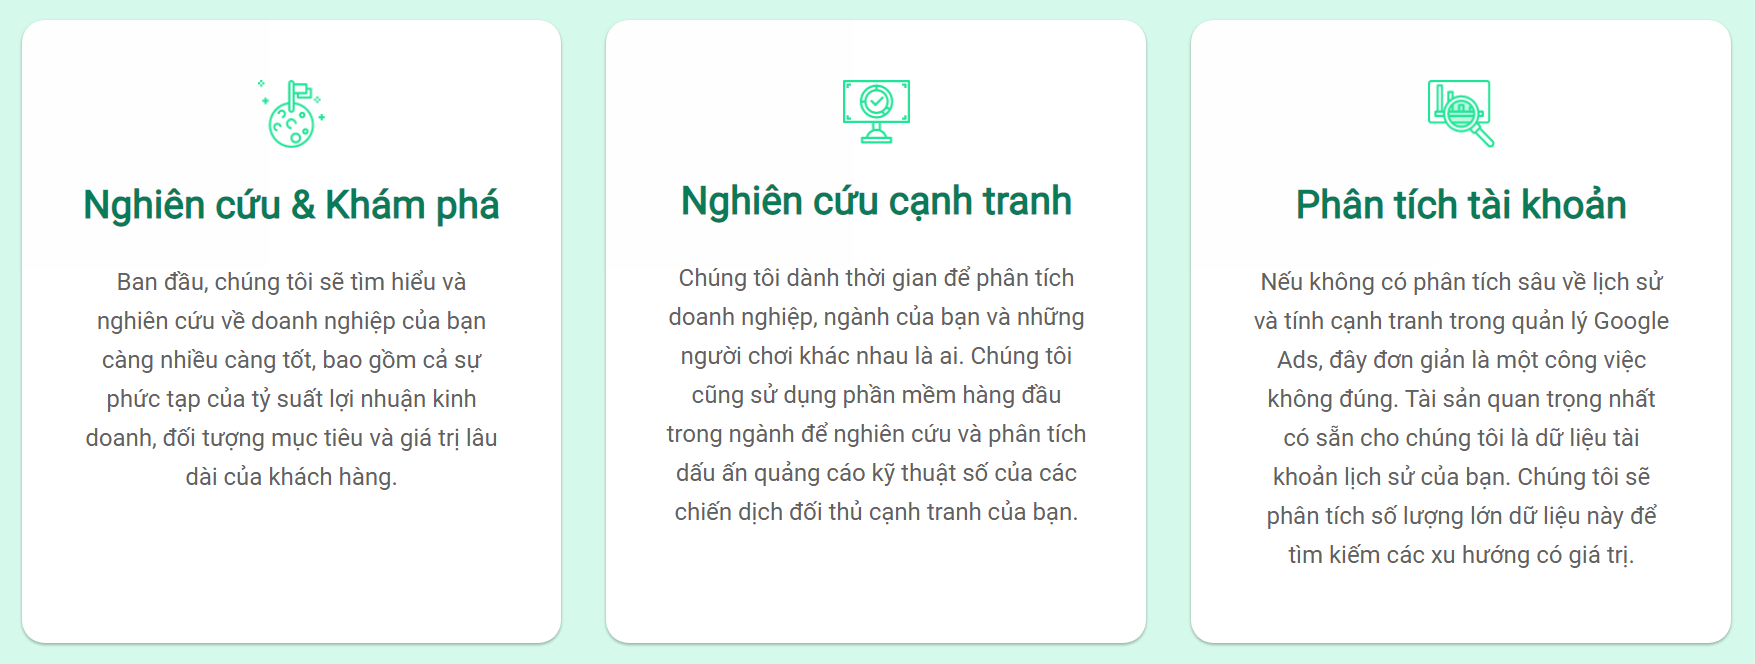 Nghiên cứu & Khám phá
Ban đầu, chúng tôi sẽ tìm hiểu và
nghiên cứu về doanh nghiệp của bạn
càng nhiều càng tốt, bao gồm cả sự
phức tạp của tỷ suất lợi nhuận kinh
doanh, đối tượng mục tiêu và giá trị lâu
dài của khách hàng.
Nghiên cứu cạnh tranh
Chúng tôi dành thời gian để phân tích
doanh nghiệp, ngành của bạn và những
người chơi khác nhau là ai. Chúng tôi
cũng sử dụng phần mềm hàng đầu
trong ngành để nghiên cứu và phân tích
dấu ấn quảng cáo kỹ thuật số của các
chiến dịch đối thủ cạnh tranh của bạn.
Phân tích tài khoản
Nếu không có phân tích sâu về lịch sử
và tính cạnh tranh trong quản lý Google
Ads, đây đơn giản là một công việc
không đúng. Tài sản quan trọng nhất
có sẵn cho chúng tôi là dữ liệu tài
khoản lịch sử của bạn. Chúng tôi sẽ
phân tích số lượng lớn dữ liệu này để
tìm kiếm các xu hướng có giá trị.